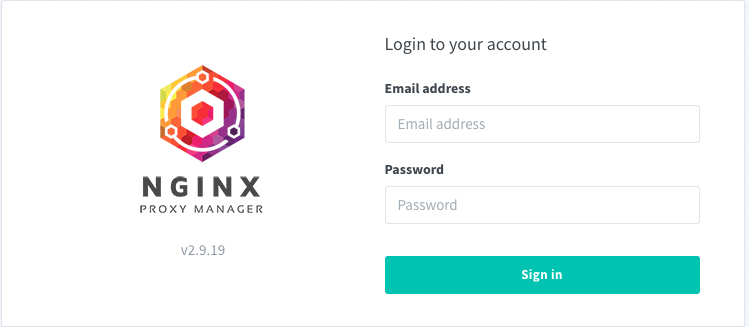 Login to your account
Email address
Email address
Password
Password
Sign in
NGINX
PROXY MANAGER
v2.9.19